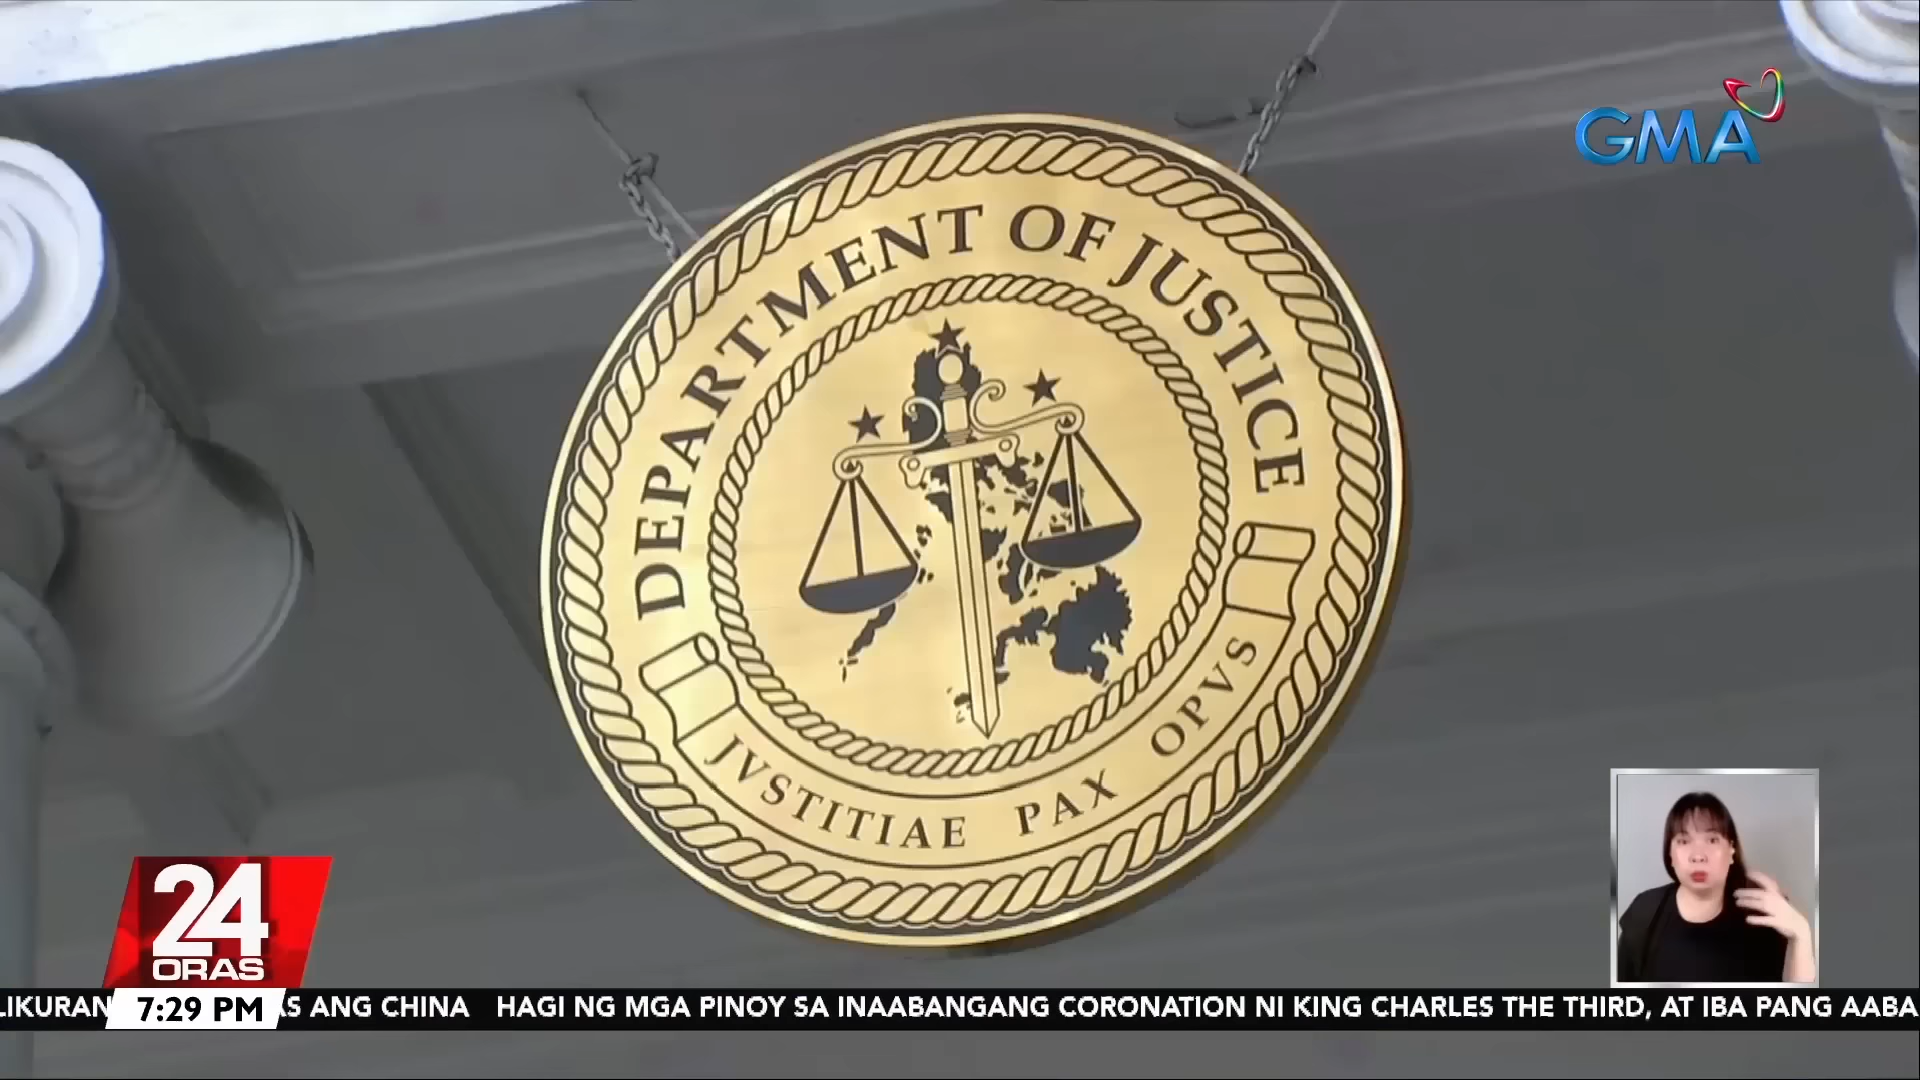 GMA
DEPARTMENT OF JUSTICE
JVSTITIAE PAX OPVS
24
ORAS
7:29 PM
LIKURAN
AS ANG CHINA HAGI NG MGA PINOY SA INAABANGANG CORONATION NI KING CHARLES THE THIRD, AT IBA PANG AABA